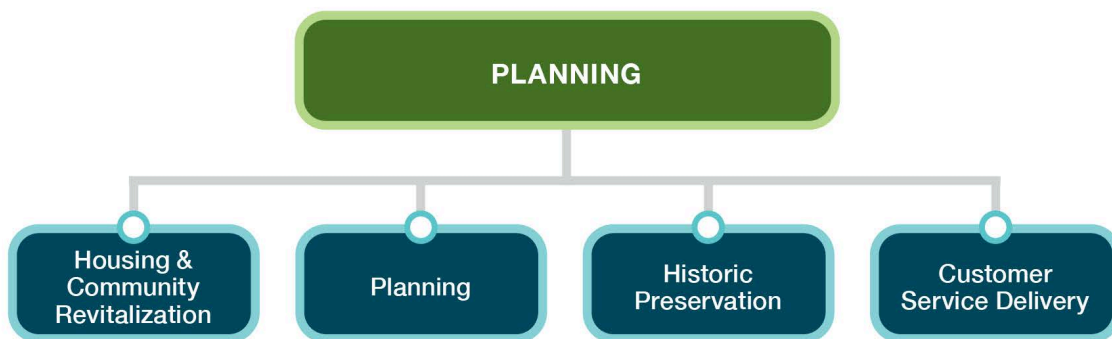 PLANNING
Housing &
Community
Revitalization
Planning
Historic
Preservation
Customer
Service Delivery